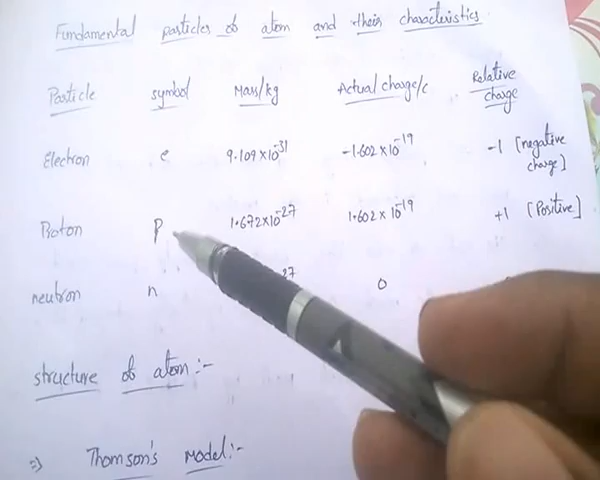 Fundamental particles of atom and their characteristics
Particle symbol Mass/kg Actual charge/c Relative charge
Electron e 9.109 x 10^-31 -1.602 x 10^-19 -1 [negative charge]
Proton P 1.672 x 10^-27 1.602 x 10^-19 +1 [Positive]
neutron n 27 0
structure of atom :-
=> Thomson's Model :-